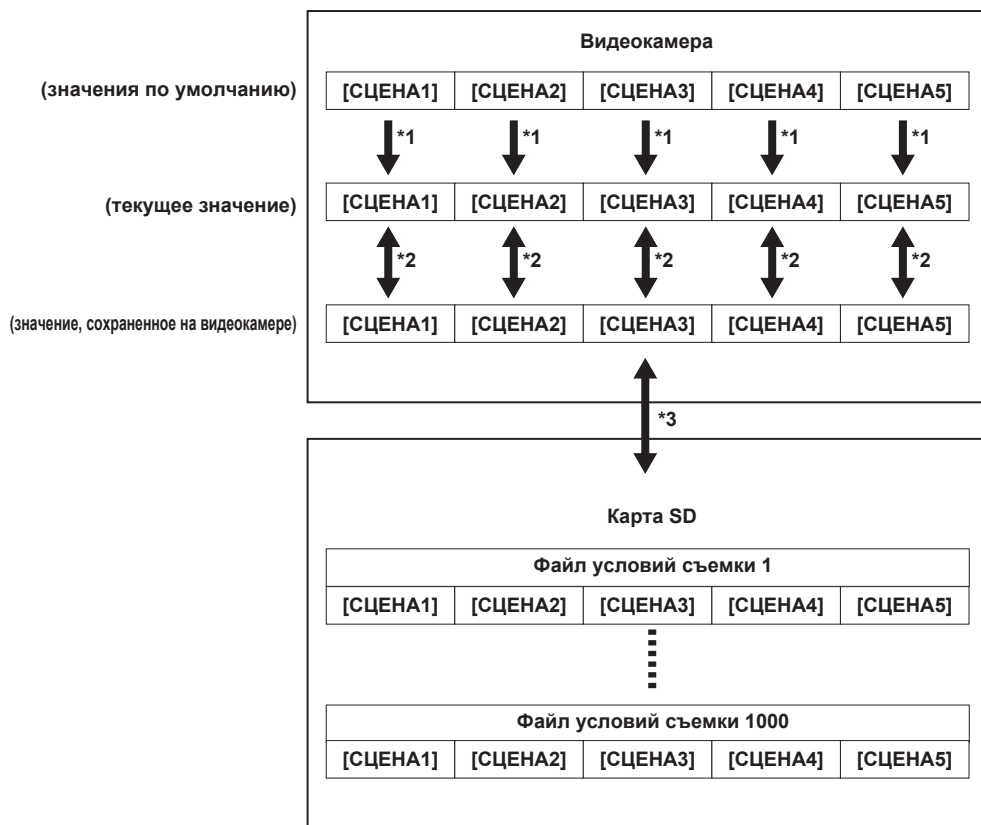 Видеокамера
(значения по умолчанию) [СЦЕНА1] [СЦЕНА2] [СЦЕНА3] [СЦЕНА4] [СЦЕНА5]
*1 *1 *1 *1 *1
(текущее значение) [СЦЕНА1] [СЦЕНА2] [СЦЕНА3] [СЦЕНА4] [СЦЕНА5]
*2 *2 *2 *2 *2
(значение, сохраненное на видеокамере) [СЦЕНА1] [СЦЕНА2] [СЦЕНА3] [СЦЕНА4] [СЦЕНА5]
*3
Карта SD
Файл условий съемки 1
[СЦЕНА1] [СЦЕНА2] [СЦЕНА3] [СЦЕНА4] [СЦЕНА5]
Файл условий съемки 1000
[СЦЕНА1] [СЦЕНА2] [СЦЕНА3] [СЦЕНА4] [СЦЕНА5]